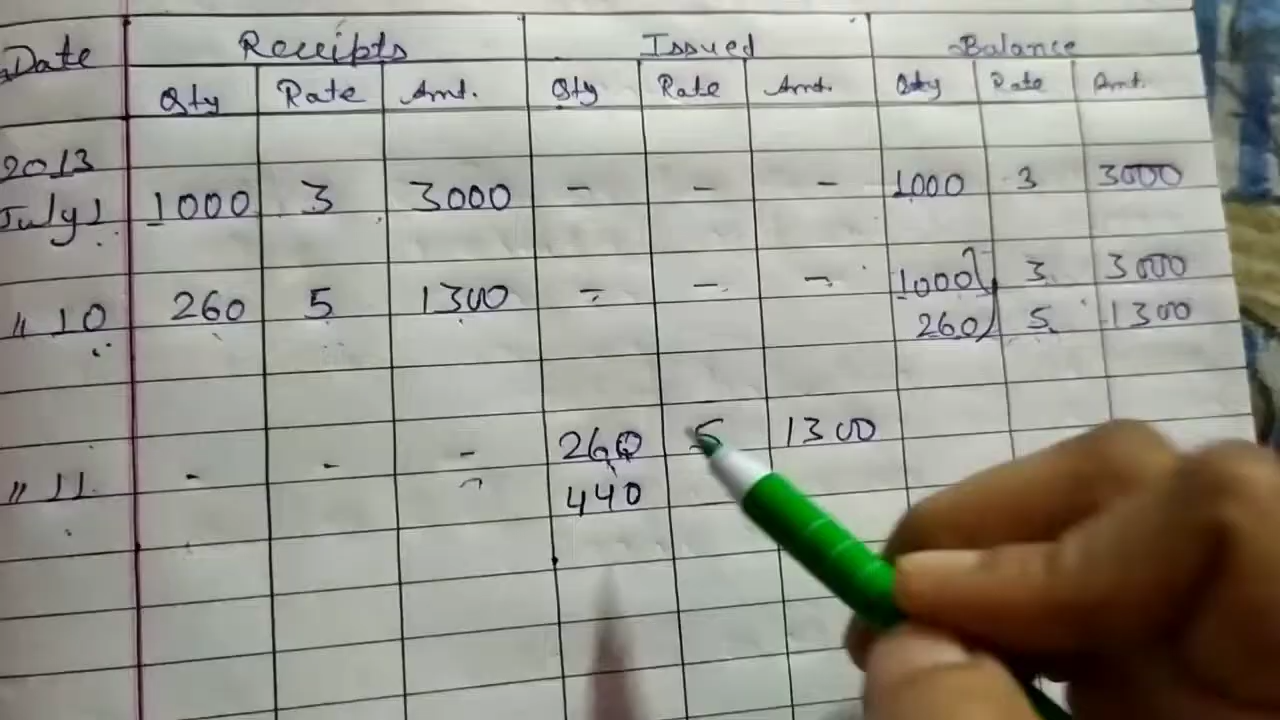 Date Receipts Issued Balance
Qty Rate Amt. Qty Rate Amt. Qty Rate Amt.
2013
July 1 1000 3 3000 - - - 1000 3 3000
1000 3 3000
" 10 260 5 1300 - - - 260 5 1300
260 5 1300
" 11 - - - 440